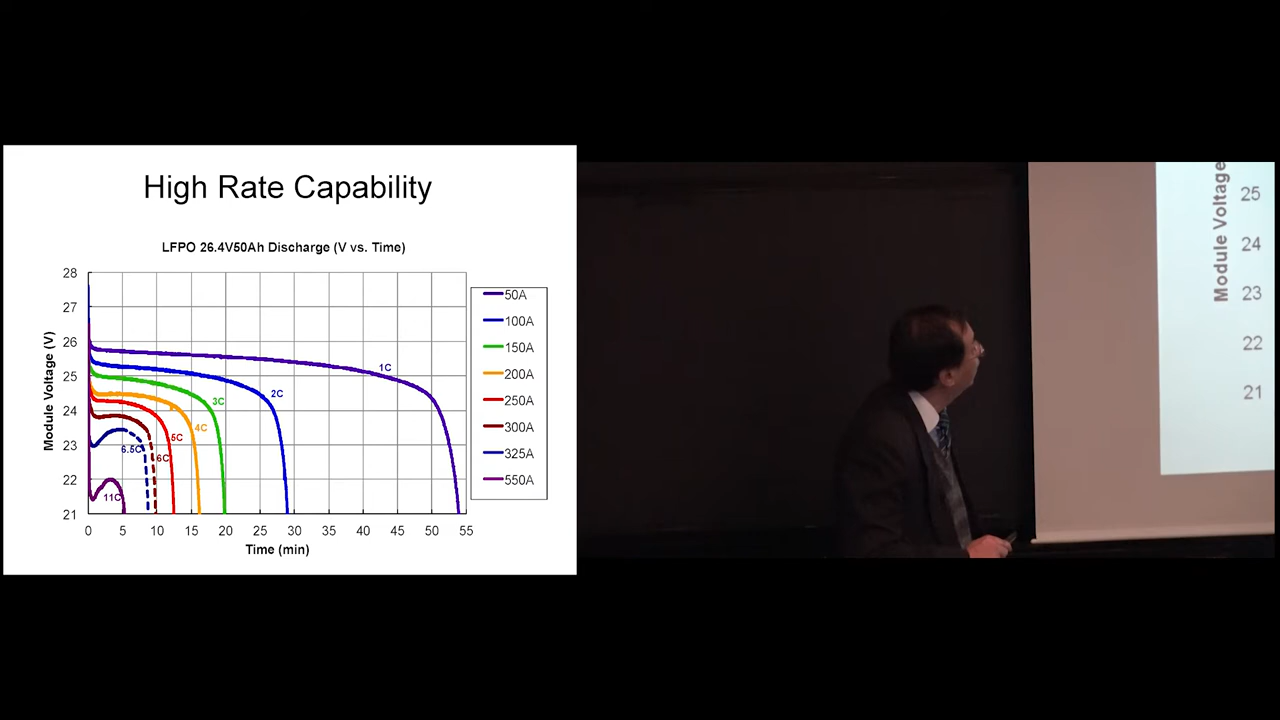 High Rate Capability
LFPO 26.4V50Ah Discharge (V vs. Time)
Module Voltage (V)
28
27
26
25
24
23
22
21
0 5 10 15 20 25 30 35 40 45 50 55
Time (min)
1C
2C
3C
4C
5C
6C
6.5C
11C
50A
100A
150A
200A
250A
300A
325A
550A
Module Voltage
25
24
23
22
21